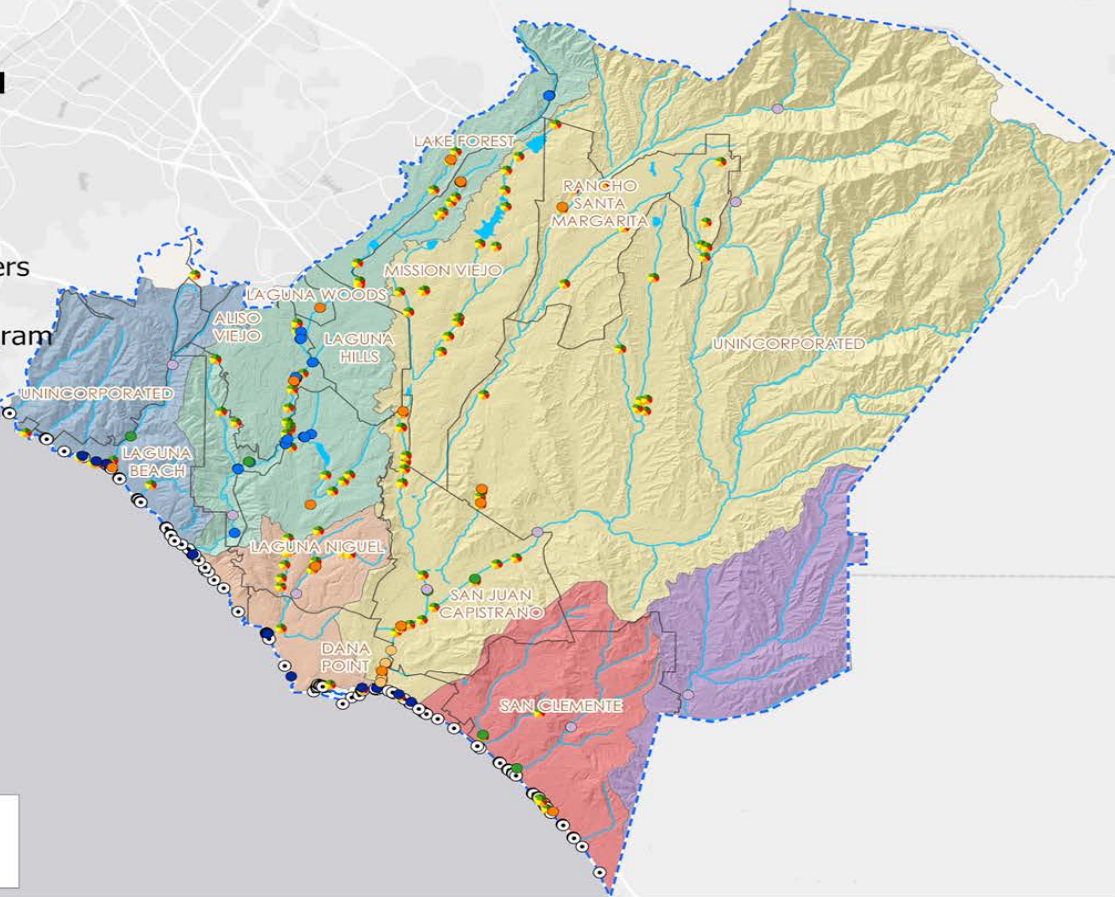 ers
ram
LAKE FOREST
RANCHO
SANTA
MARGARITA
MISSION VIEJO
LAGUNA WOODS
ALISO
VIEJO
LAGUNA
HILLS
UNINCORPORATED
UNINCORPORATED
LAGUNA
BEACH
LAGUNA NIGUEL
SAN JUAN
CAPISTRANO
DANA
POINT
SAN CLEMENTE